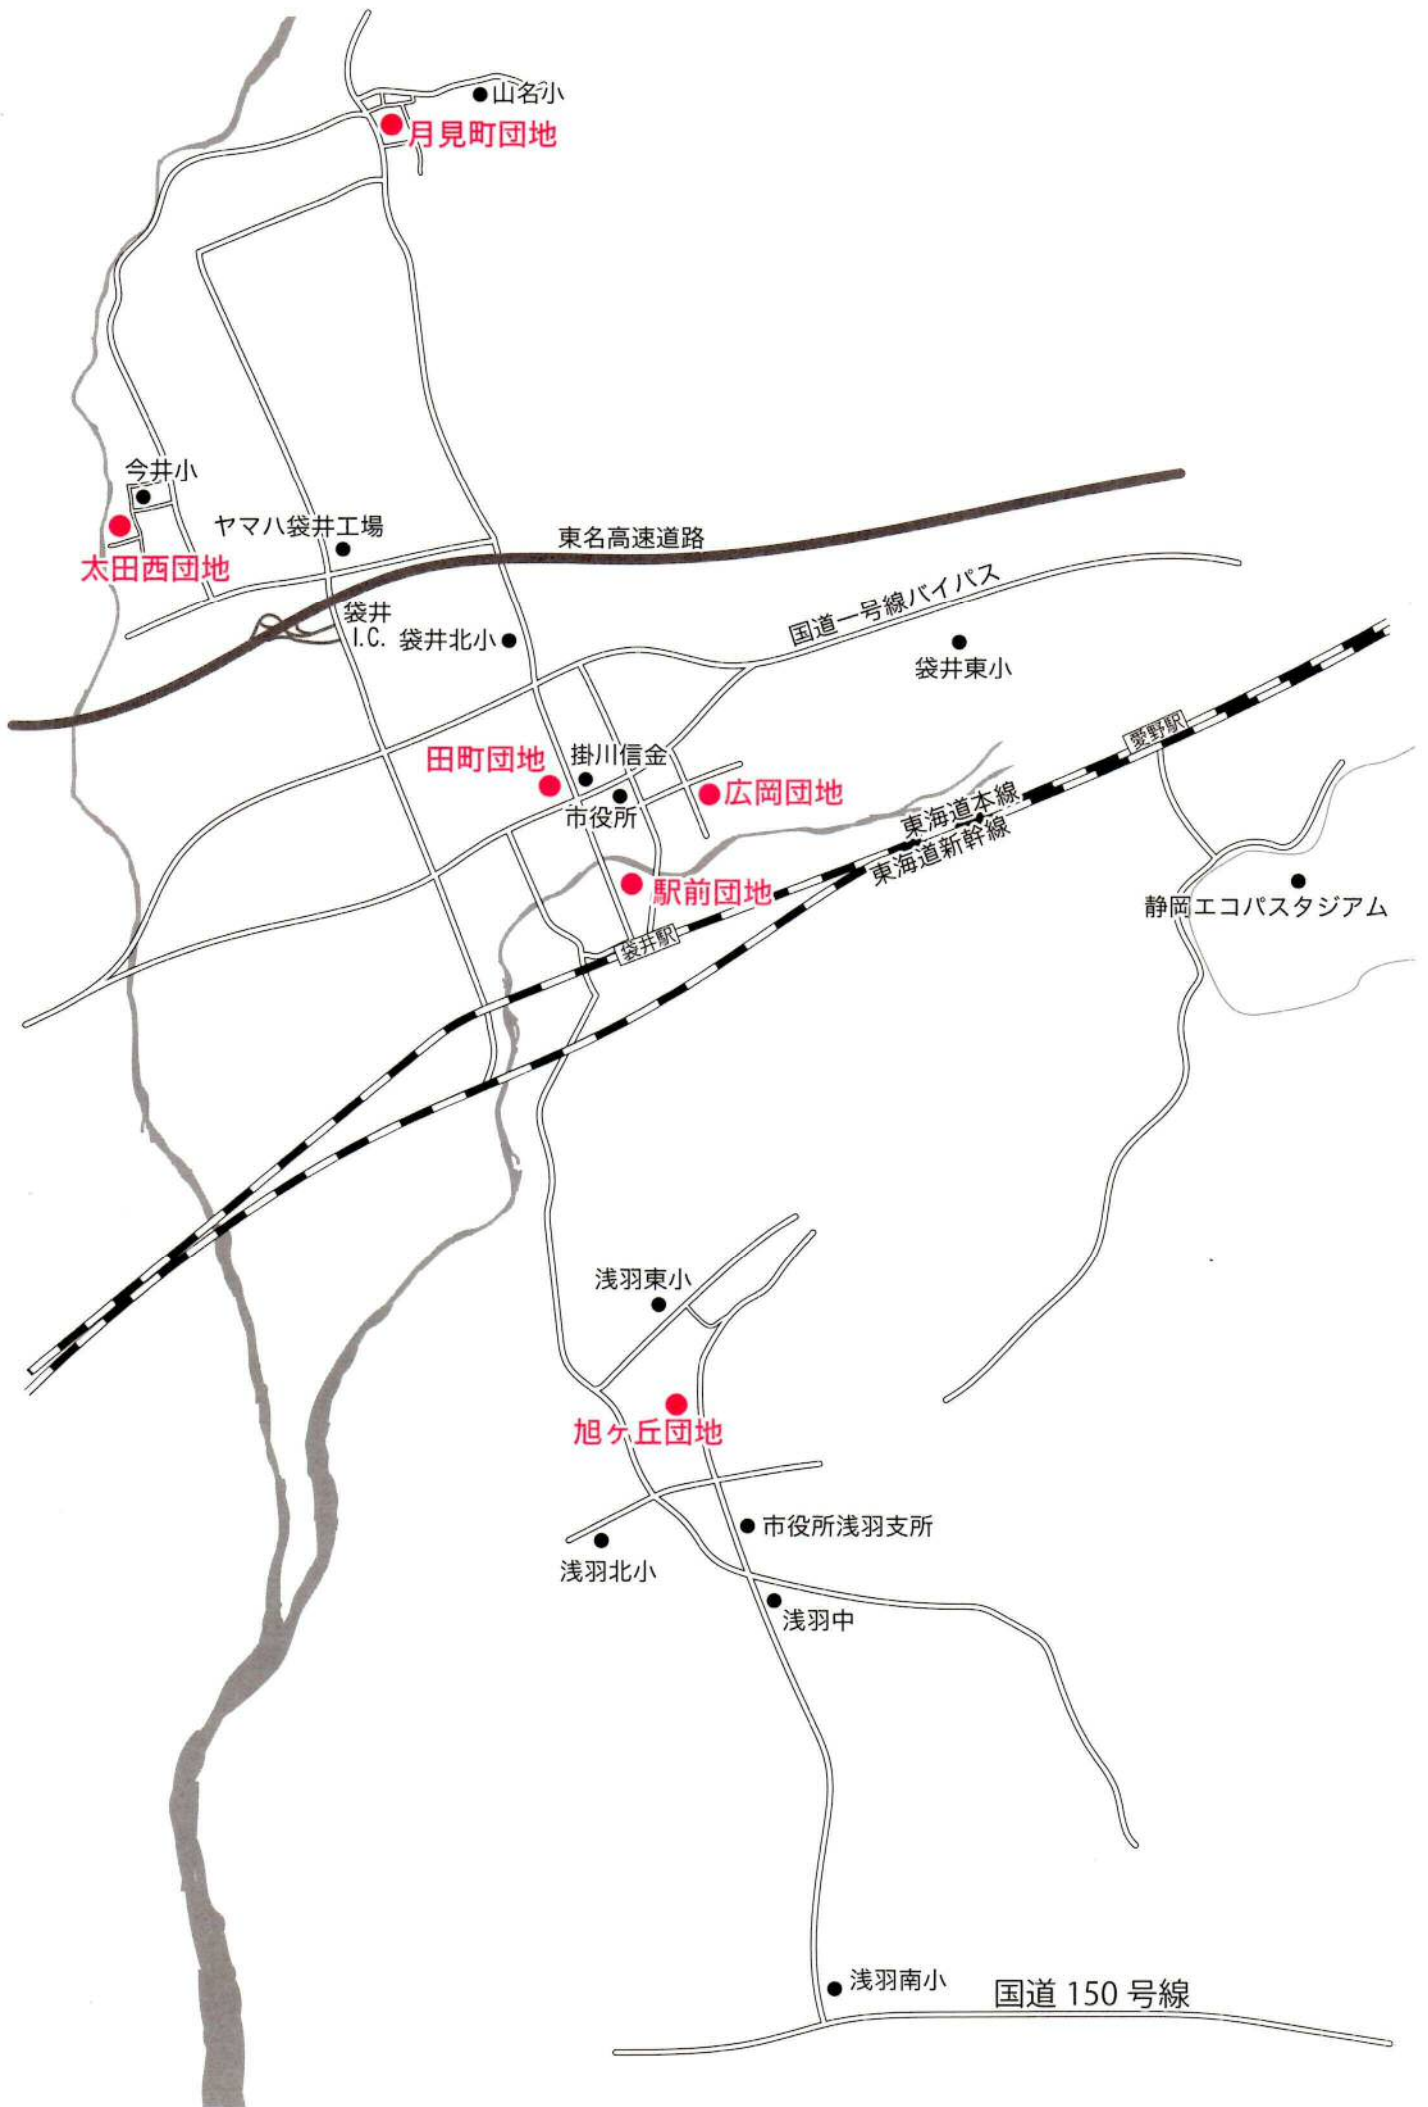 山名小
月見町団地
今井小
ヤマハ袋井工場
東名高速道路
太田西団地
国道一号線バイパス
袋井
I.C.
袋井北小
袋井東小
愛野駅
田町団地
掛川信金
広岡団地
市役所
東海道本線
東海道新幹線
駅前団地
静岡エコパスタジアム
袋井駅
浅羽東小
旭ヶ丘団地
市役所浅羽支所
浅羽北小
浅羽中
浅羽南小
国道 150 号線